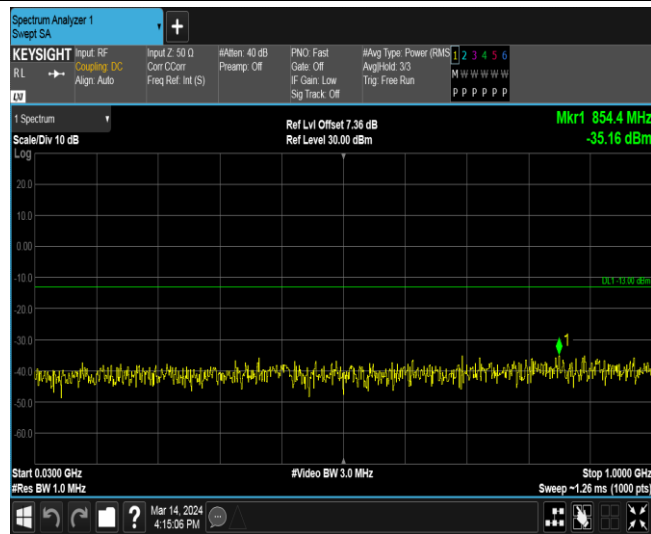 Spectrum Analyzer 1
Swept SA
+
KEYSIGHT
RL
LXI
Input: RF
Coupling: DC
Align: Auto
Input Z: 50 Ω
Corr CCorr
Freq Ref: Int (S)
#Atten: 40 dB
Preamp: Off
PNO: Fast
Gate: Off
IF Gain: Low
Sig Track: Off
#Avg Type: Power (RMS
Avg|Hold: 3/3
Trig: Free Run
1 2 3 4 5 6
M W W W W W
P P P P P P
1 Spectrum
Scale/Div 10 dB
Ref Lvl Offset 7.36 dB
Ref Level 30.00 dBm
Mkr1 854.4 MHz
-35.16 dBm
Log
20.0
10.0
0.00
-10.0
DL1 -13.00 dBm
-20.0
-30.0
1
-40.0
-50.0
-60.0
Start 0.0300 GHz
#Video BW 3.0 MHz
Stop 1.0000 GHz
#Res BW 1.0 MHz
Sweep ~1.26 ms (1000 pts)
?
Mar 14, 2024
4:15:06 PM